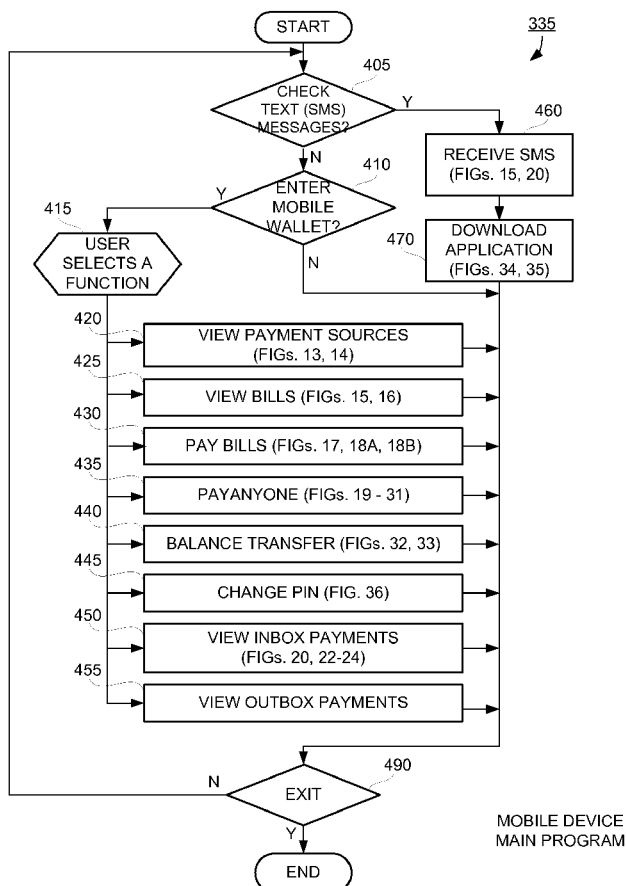 START
335
405
CHECK
TEXT (SMS)
MESSAGES?
Y
460
RECEIVE SMS
(FIGs. 15, 20)
N
410
ENTER
MOBILE
WALLET?
Y
N
415
USER
SELECTS A
FUNCTION
470
DOWNLOAD
APPLICATION
(FIGs. 34, 35)
420
VIEW PAYMENT SOURCES
(FIGs. 13, 14)
425
VIEW BILLS (FIGs. 15, 16)
430
PAY BILLS (FIGs. 17, 18A, 18B)
435
PAYANYONE (FIGs. 19 - 31)
440
BALANCE TRANSFER (FIGs. 32, 33)
445
CHANGE PIN (FIG. 36)
450
VIEW INBOX PAYMENTS
(FIGs. 20, 22-24)
455
VIEW OUTBOX PAYMENTS
490
EXIT
N
Y
END
MOBILE DEVICE
MAIN PROGRAM